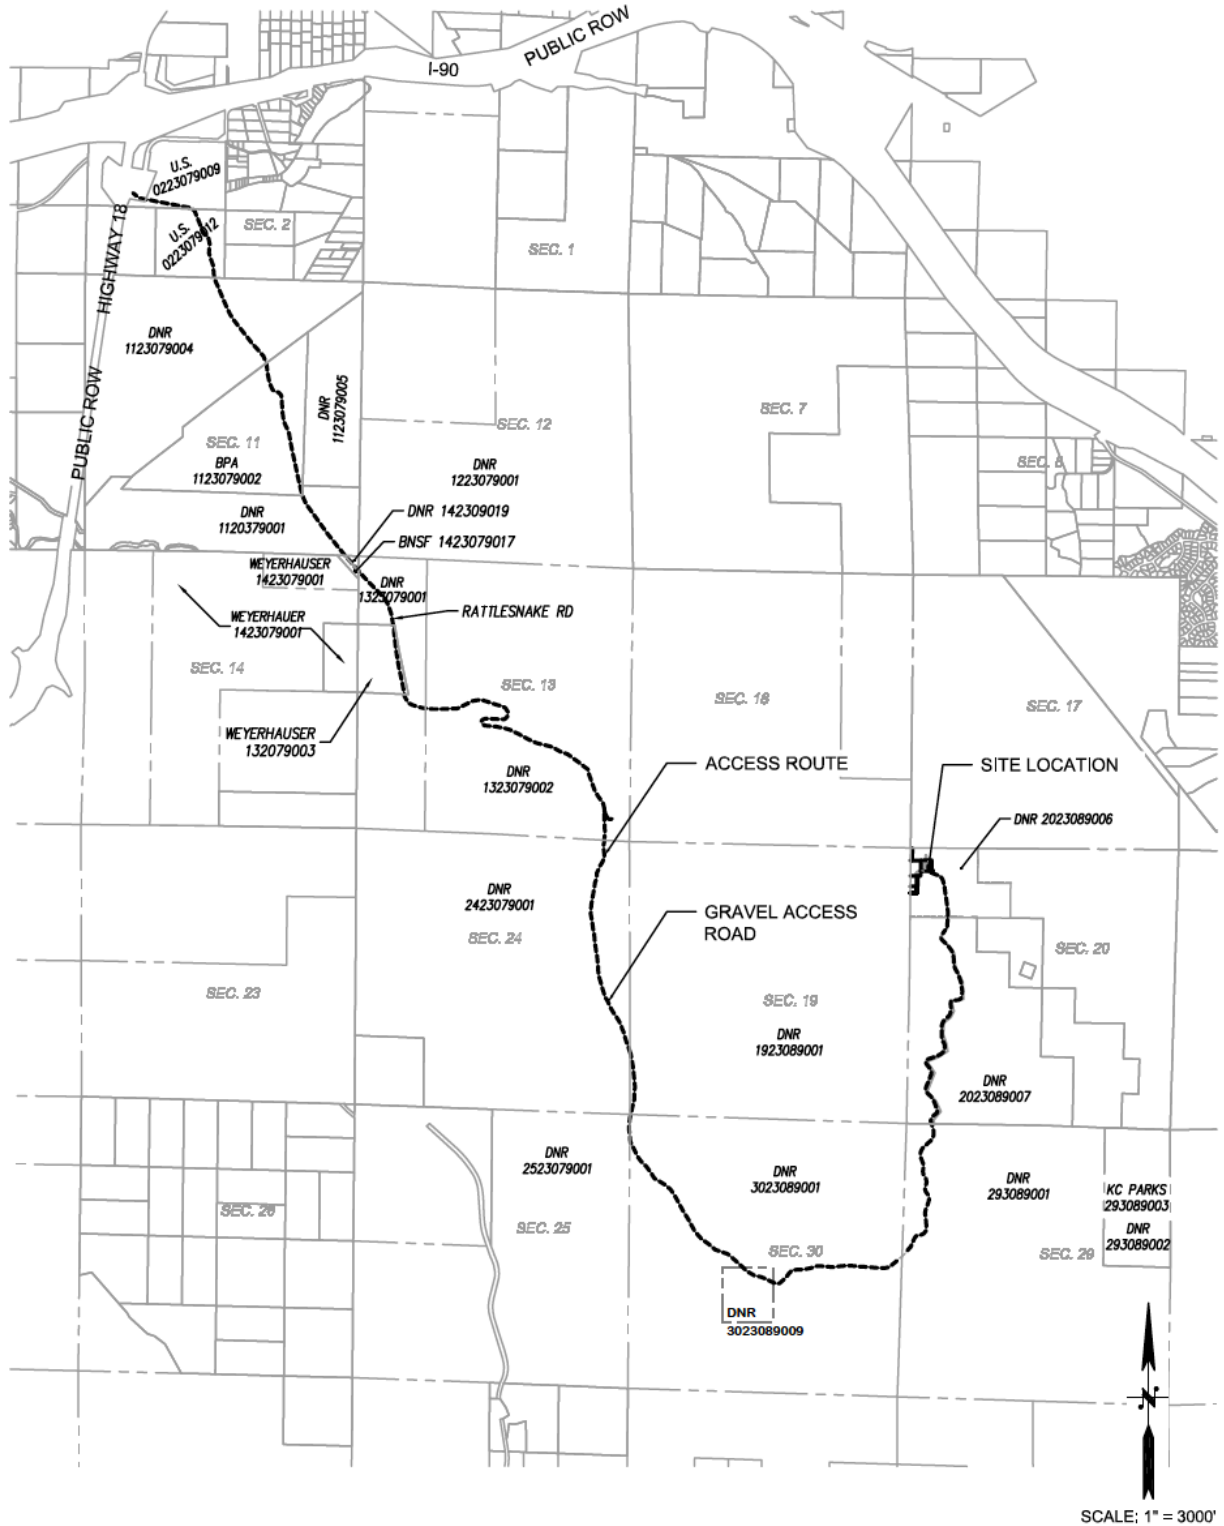 PUBLIC ROW
I-90
U.S.
0223079009
HIGHWAY 18
PUBLIC ROW
U.S.
0223079012
SEC. 2
SEC. 1
DNR
1123079004
DNR
1123079005
SEC. 7
SEC. 12
SEC. 11
BPA
1123079002
DNR
1223079001
DNR
1120379001
DNR 142309019
BNSF 1423079017
WEYERHAUSER
1423079001
DNR
1323079001
RATTLESNAKE RD
WEYERHAUER
1423079001
SEC. 14
SEC. 13
SEC. 18
SEC. 17
WEYERHAUSER
132079003
DNR
1323079002
ACCESS ROUTE
SITE LOCATION
DNR 2023089006
DNR
2423079001
SEC. 24
GRAVEL ACCESS
ROAD
SEC. 20
SEC. 23
SEC. 19
DNR
1923089001
DNR
2023089007
DNR
2523079001
DNR
3023089001
DNR
293089001
KC PARKS
293089003
DNR
293089002
SEC. 26
SEC. 25
SEC. 30
SEC. 29
DNR
3023089009
N
SCALE: 1" = 3000'